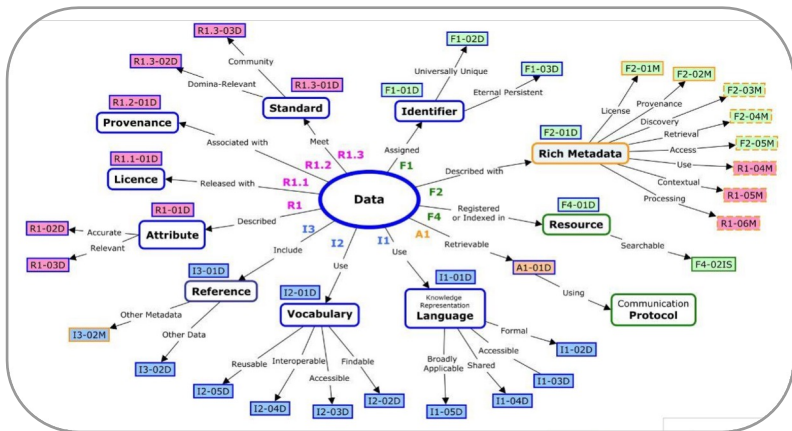 R1.3-03D
Community
R1.3-02D
Domina-Relevant
R1.3-01D
Standard
Meet
R1.3
R1.2-01D
Provenance
Associated with
R1.2
R1.1-01D
Licence
Released with
R1.1
R1-01D
Attribute
Described
R1
R1-02D
Accurate
Relevant
R1-03D
F1-02D
Universally Unique
F1-03D
Eternal Persistent
F1-01D
Identifier
Assigned
F1
F2-01M
F2-02M
F2-03M
F2-04M
F2-05M
R1-04M
R1-05M
R1-06M
License
Provenance
Discovery
Retrieval
Access
Use
Contextual
Processing
F2-01D
Rich Metadata
Described with
F2
Data
F4
Registered
or Indexed in
F4-01D
Resource
Searchable
F4-02IS
A1
Retrievable
A1-01D
Using
Communication
Protocol
I3
Include
I3-01D
Reference
Other Metadata
I3-02M
Other Data
I3-02D
I2
Use
I2-01D
Vocabulary
Reusable
Interoperable
Accessible
Findable
I2-05D
I2-04D
I2-03D
I2-02D
I1
Use
I1-01D
Knowledge
Representation
Language
Formal
I1-02D
Accessible
I1-03D
Shared
I1-04D
Broadly
Applicable
I1-05D